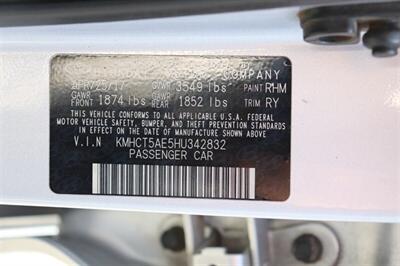 COMPANY
GVWR 3549 lbs PAINT RHM
GAWR FRONT 1874 lbs GAWR REAR 1852 lbs TRIM RY
THIS VEHICLE CONFORMS TO ALL APPLICABLE U.S.A. FEDERAL
MOTOR VEHICLE SAFETY, BUMPER, AND THEFT PREVENTION STANDARDS
IN EFFECT ON THE DATE OF MANUFACTURE SHOWN ABOVE.
V.I.N KMHCT5AE5HU342832
PASSENGER CAR